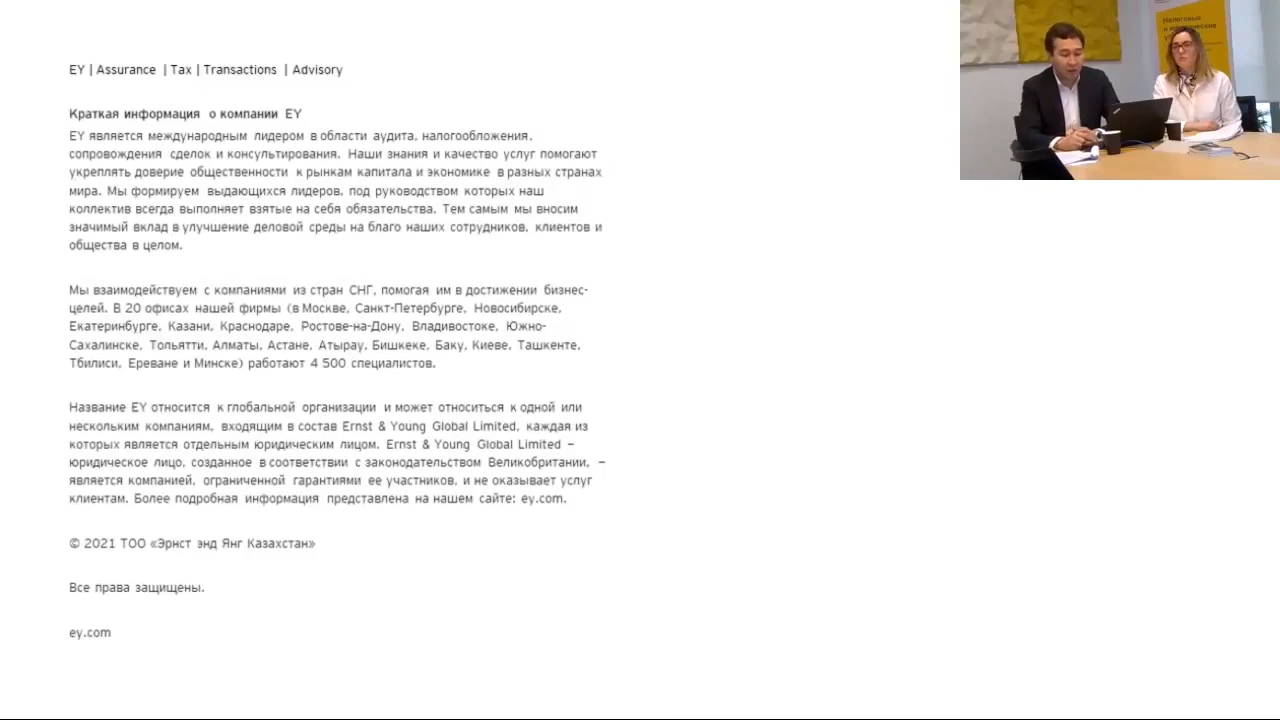 EY | Assurance | Tax | Transactions | Advisory
Краткая информация о компании EY
EY является международным лидером в области аудита, налогообложения,
сопровождения сделок и консультирования. Наши знания и качество услуг помогают
укреплять доверие общественности к рынкам капитала и экономике в разных странах
мира. Мы формируем выдающихся лидеров, под руководством которых наш
коллектив всегда выполняет взятые на себя обязательства. Тем самым мы вносим
значимый вклад в улучшение деловой среды на благо наших сотрудников, клиентов и
общества в целом.
Мы взаимодействуем с компаниями из стран СНГ, помогая им в достижении бизнес-
целей. В 20 офисах нашей фирмы (в Москве, Санкт-Петербурге, Новосибирске,
Екатеринбурге, Казани, Краснодаре, Ростове-на-Дону, Владивостоке, Южно-
Сахалинске, Тольятти, Алматы, Астане, Атырау, Бишкеке, Баку, Киеве, Ташкенте,
Тбилиси, Ереване и Минске) работают 4 500 специалистов.
Название EY относится к глобальной организации и может относиться к одной или
нескольким компаниям, входящим в состав Ernst & Young Global Limited, каждая из
которых является отдельным юридическим лицом. Ernst & Young Global Limited –
юридическое лицо, созданное в соответствии с законодательством Великобритании, –
является компанией, ограниченной гарантиями ее участников, и не оказывает услуг
клиентам. Более подробная информация представлена на нашем сайте: ey.com.
© 2021 ТОО «Эрнст энд Янг Казахстан»
Все права защищены.
ey.com
Налоговые
и юридические